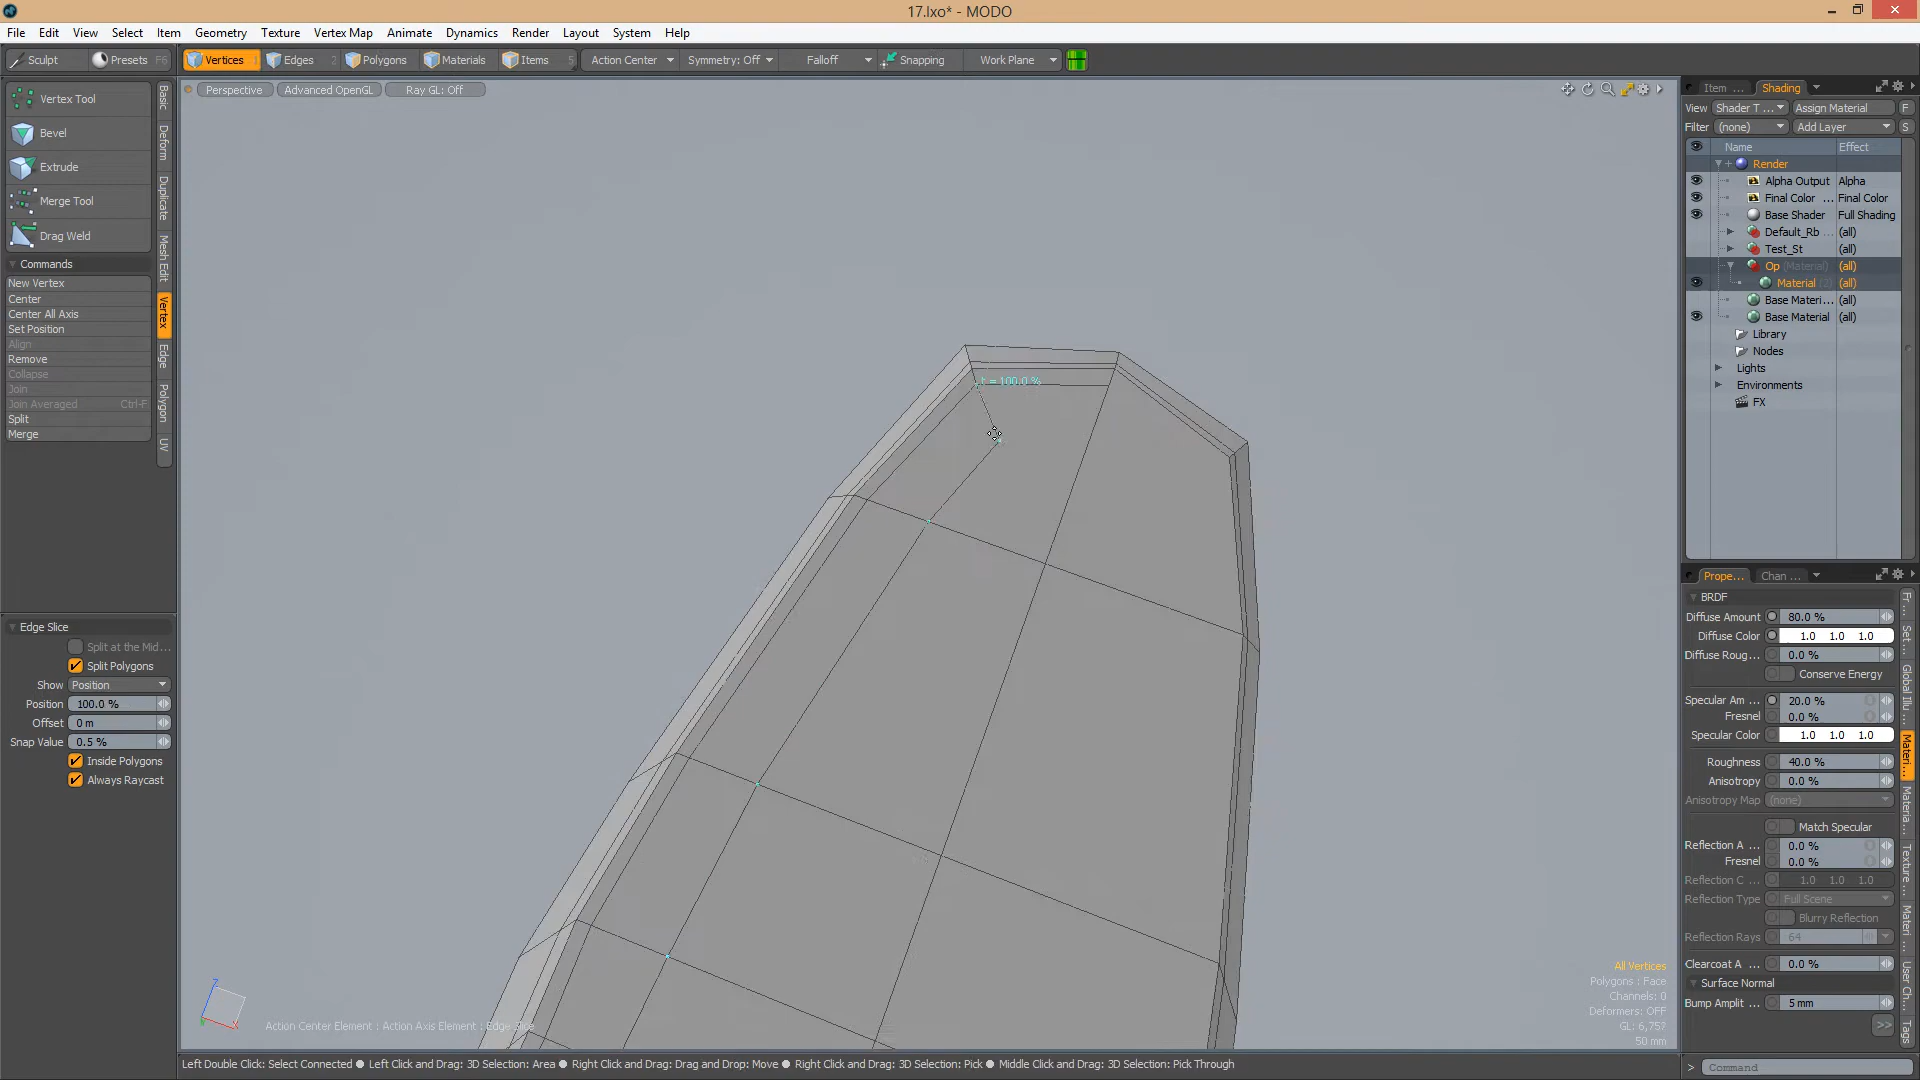 17.lxo* - MODO
File Edit View Select Item Geometry Texture Vertex Map Animate Dynamics Render Layout System Help
Sculpt Presets F6 Vertices 1 Edges 2 Polygons Materials Items 5 Action Center Symmetry: Off Falloff Snapping Work Plane
Perspective Advanced OpenGL Ray GL: Off
Vertex Tool
Bevel
Extrude
Merge Tool
Drag Weld
Commands
New Vertex
Center
Center All Axis
Set Position
Align
Remove
Collapse
Join
Join Averaged Ctrl-F
Split
Merge
Basic
Deform
Duplicate
Mesh Edit
Vertex
Edge
Polygon
UV
Edge Slice
Split at the Mid...
Split Polygons
Show Position
Position 100.0 %
Offset 0 m
Snap Value 0.5 %
Inside Polygons
Always Raycast
t = 100.0 %
All Vertices
Polygons : Face
Channels: 0
Deformers: OFF
GL: 6,757
50 mm
Action Center Element : Action Axis Element : Edge Slice
Left Double Click: Select Connected ● Left Click and Drag: 3D Selection: Area ● Right Click and Drag: Drag and Drop: Move ● Right Click and Drag: 3D Selection: Pick ● Middle Click and Drag: 3D Selection: Pick Through
Item ... Shading
View Shader T ... Assign Material F
Filter (none) Add Layer S
Name Effect
Render
Alpha Output Alpha
Final Color ... Final Color
Base Shader Full Shading
Default_Rb ... (all)
Test_St (all)
Op (Material) (all)
Material (2) (all)
Base Materi... (all)
Base Material (all)
Library
Nodes
Lights
Environments
FX
Prope... Chan ...
BRDF
Diffuse Amount 80.0 %
Diffuse Color 1.0 1.0 1.0
Diffuse Roug... 0.0 %
Conserve Energy
Specular Am ... 20.0 %
Fresnel 0.0 %
Specular Color 1.0 1.0 1.0
Roughness 40.0 %
Anisotropy 0.0 %
Anisotropy Map (none)
Match Specular
Reflection A ... 0.0 %
Fresnel 0.0 %
Reflection C ... 1.0 1.0 1.0
Reflection Type Full Scene
Blurry Reflection
Reflection Rays 64
Clearcoat A ... 0.0 %
Surface Normal
Bump Amplit ... 5 mm
>>
Fr ...
Set ...
Global Illu ...
Materi...
Materia...
Texture ...
Materi ...
User Ch...
Tags
> Command